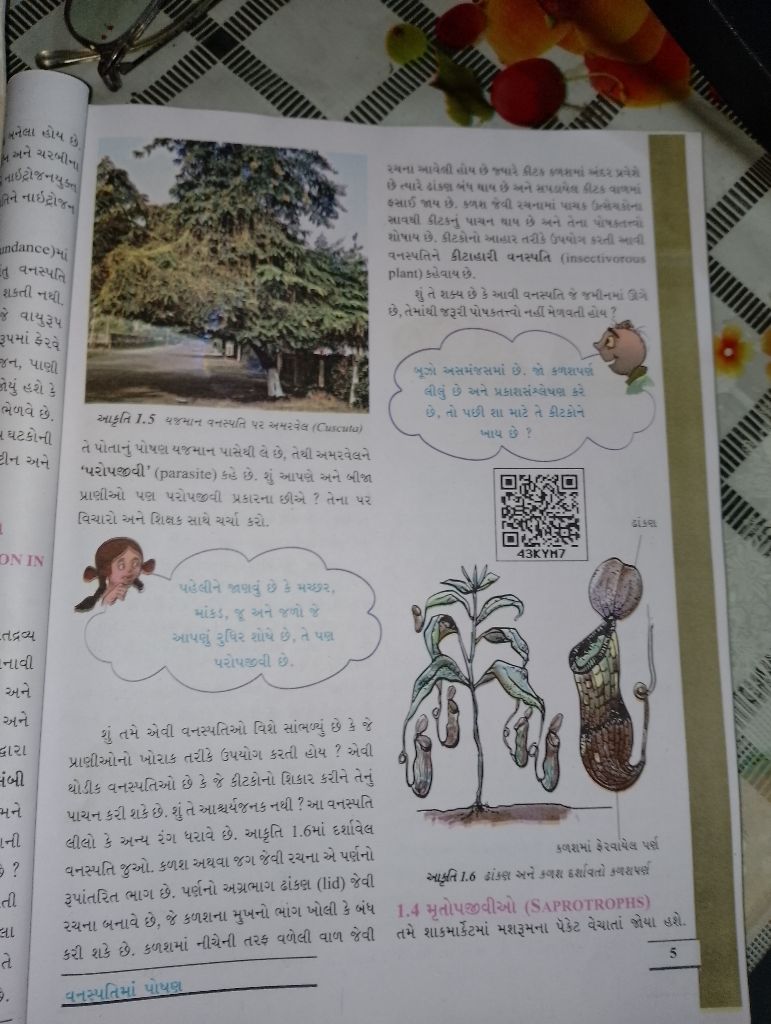 બનેલા હોય છે.
અને ચરબીના
નાઈટ્રોજનયુક્ત
નાઈટ્રોજન
undance)માં
વનસ્પતિ
શકતી નથી.
જે વાયુરૂપ
રૂપમાં ફેરવે
પાણી
જોયું હશે કે
ભેળવે છે.
ઘટકોની
ટીન અને
ON IN
અને
અને
આકૃતિ 1.5 યજમાન વનસ્પતિ પર અમરવેલ (Cuscuta)
તે પોતાનું પોષણ યજમાન પાસેથી લે છે, તેથી અમરવેલને
‘પરોપજીવી’ (parasite) કહે છે. શું આપણે અને બીજા
પ્રાણીઓ પણ પરોપજીવી પ્રકારના છીએ ? તેના પર
વિચારો અને શિક્ષક સાથે ચર્ચા કરો.
પહેલીને જાણવું છે કે મચ્છર,
માંકડ, જૂ અને જળો જે
આપણું રુધિર શોષે છે, તે પણ
પરોપજીવી છે.
શું તમે એવી વનસ્પતિઓ વિશે સાંભળ્યું છે કે જે
પ્રાણીઓનો ખોરાક તરીકે ઉપયોગ કરતી હોય ? એવી
થોડીક વનસ્પતિઓ છે કે જે કીટકોનો શિકાર કરીને તેનું
પાચન કરી શકે છે. શું તે આશ્ચર્યજનક નથી ? આ વનસ્પતિ
લીલો કે અન્ય રંગ ધરાવે છે. આકૃતિ 1.6માં દર્શાવેલ
વનસ્પતિ જુઓ. કળશ અથવા જગ જેવી રચના એ પર્ણનો
રૂપાંતરિત ભાગ છે. પર્ણનો અગ્રભાગ ઢાંકણ (lid) જેવી
રચના બનાવે છે, જે કળશના મુખનો ભાગ ખોલી કે બંધ
કરી શકે છે. કળશમાં નીચેની તરફ વળેલી વાળ જેવી
વનસ્પતિમાં પોષણ
રચના આવેલી હોય છે જ્યારે કીટક કળશમાં અંદર પ્રવેશે
છે ત્યારે ઢાંકણ બંધ થાય છે અને સપડાયેલ કીટક વાળમાં
ફસાઈ જાય છે. કળશ જેવી રચનામાં પાચક ઉત્સેચકોના
સાવથી કીટકનું પાચન થાય છે અને તેના પોષકતત્ત્વો
શોષાય છે. કીટકોનો આહાર તરીકે ઉપયોગ કરતી આવી
વનસ્પતિને કીટાહારી વનસ્પતિ (insectivorous
plant) કહેવાય છે.
શું તે શક્ય છે કે આવી વનસ્પતિ જે જમીનમાં ઊગે
છે, તેમાંથી જરૂરી પોષકતત્ત્વો નહીં મેળવતી હોય ?
બૂઝો અસમંજસમાં છે. જો કળશપર્ણ
લીલું છે અને પ્રકાશસંશ્લેષણ કરે
છે, તો પછી શા માટે તે કીટકોને
ખાય છે ?
43KYM7
ઢાંકણ
કળશમાં ફેરવાયેલ પર્ણ
આકૃતિ 1.6 ઢાંકણ અને કળશ દર્શાવતો કળશપર્ણ
1.4 મૃતોપજીવીઓ (SAPROTROPHS)
તમે શાકમાર્કેટમાં મશરૂમના પેકેટ વેચાતાં જોયા હશે.
5